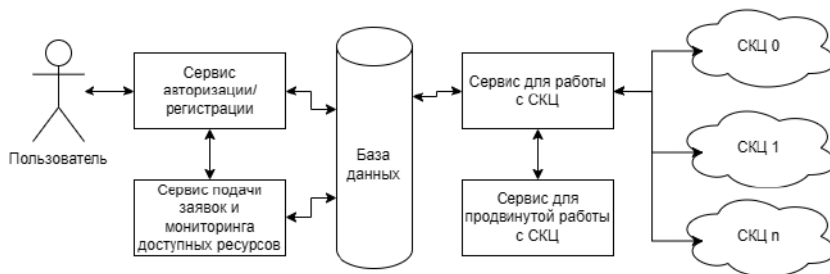 Пользователь
Сервис
авторизации/
регистрации
Сервис подачи
заявок и
мониторинга
доступных ресурсов
База
данных
Сервис для работы
с СКЦ
Сервис для
продвинутой работы
с СКЦ
СКЦ 0
СКЦ 1
СКЦ n